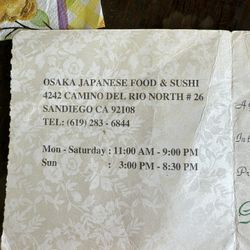 OSAKA JAPANESE FOOD & SUSHI
4242 CAMINO DEL RIO NORTH # 26
SANDIEGO CA 92108
TEL: (619) 283 - 6844
Mon - Saturday : 11:00 AM - 9:00 PM
Sun : 3:00 PM - 8:30 PM